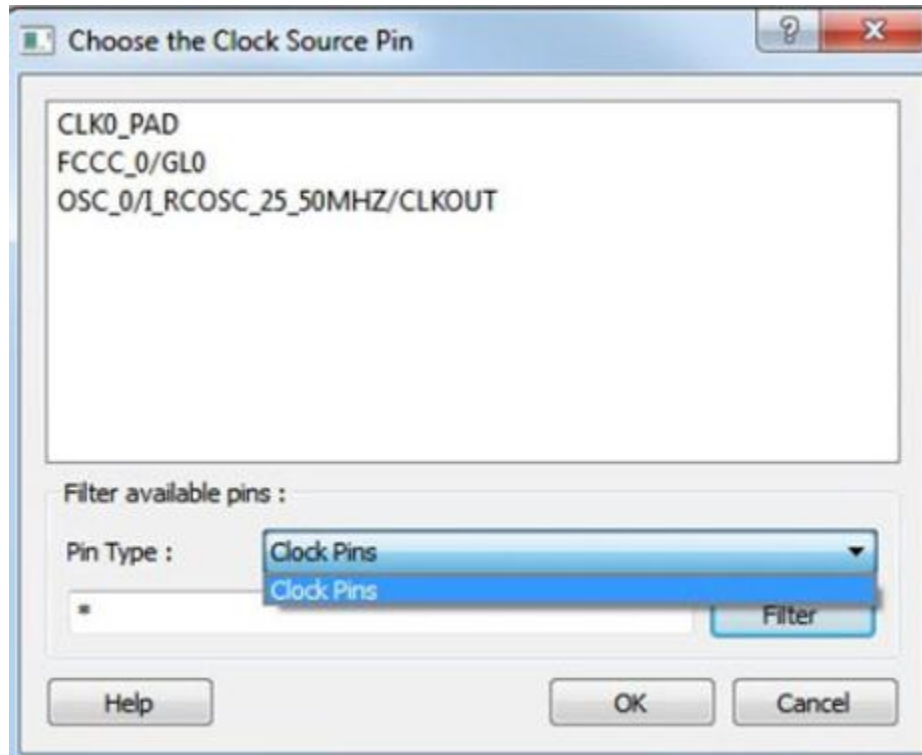 Choose the Clock Source Pin
CLK0_PAD
FCCC_0/GL0
OSC_0/I_RCOSC_25_50MHZ/CLKOUT
Filter available pins :
Pin Type :
Clock Pins
Clock Pins
*
Filter
Help
OK
Cancel